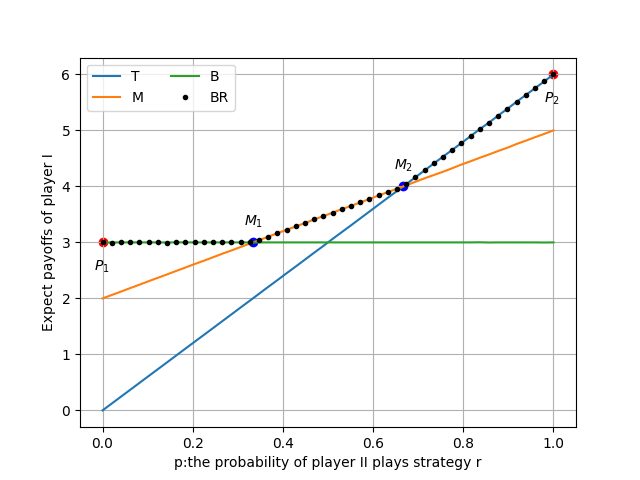 T
B
M
BR
P₂
M₂
M₁
P₁
6
5
4
3
2
1
0
0.0
0.2
0.4
0.6
0.8
1.0
Expect payoffs of player I
p:the probability of player II plays strategy r